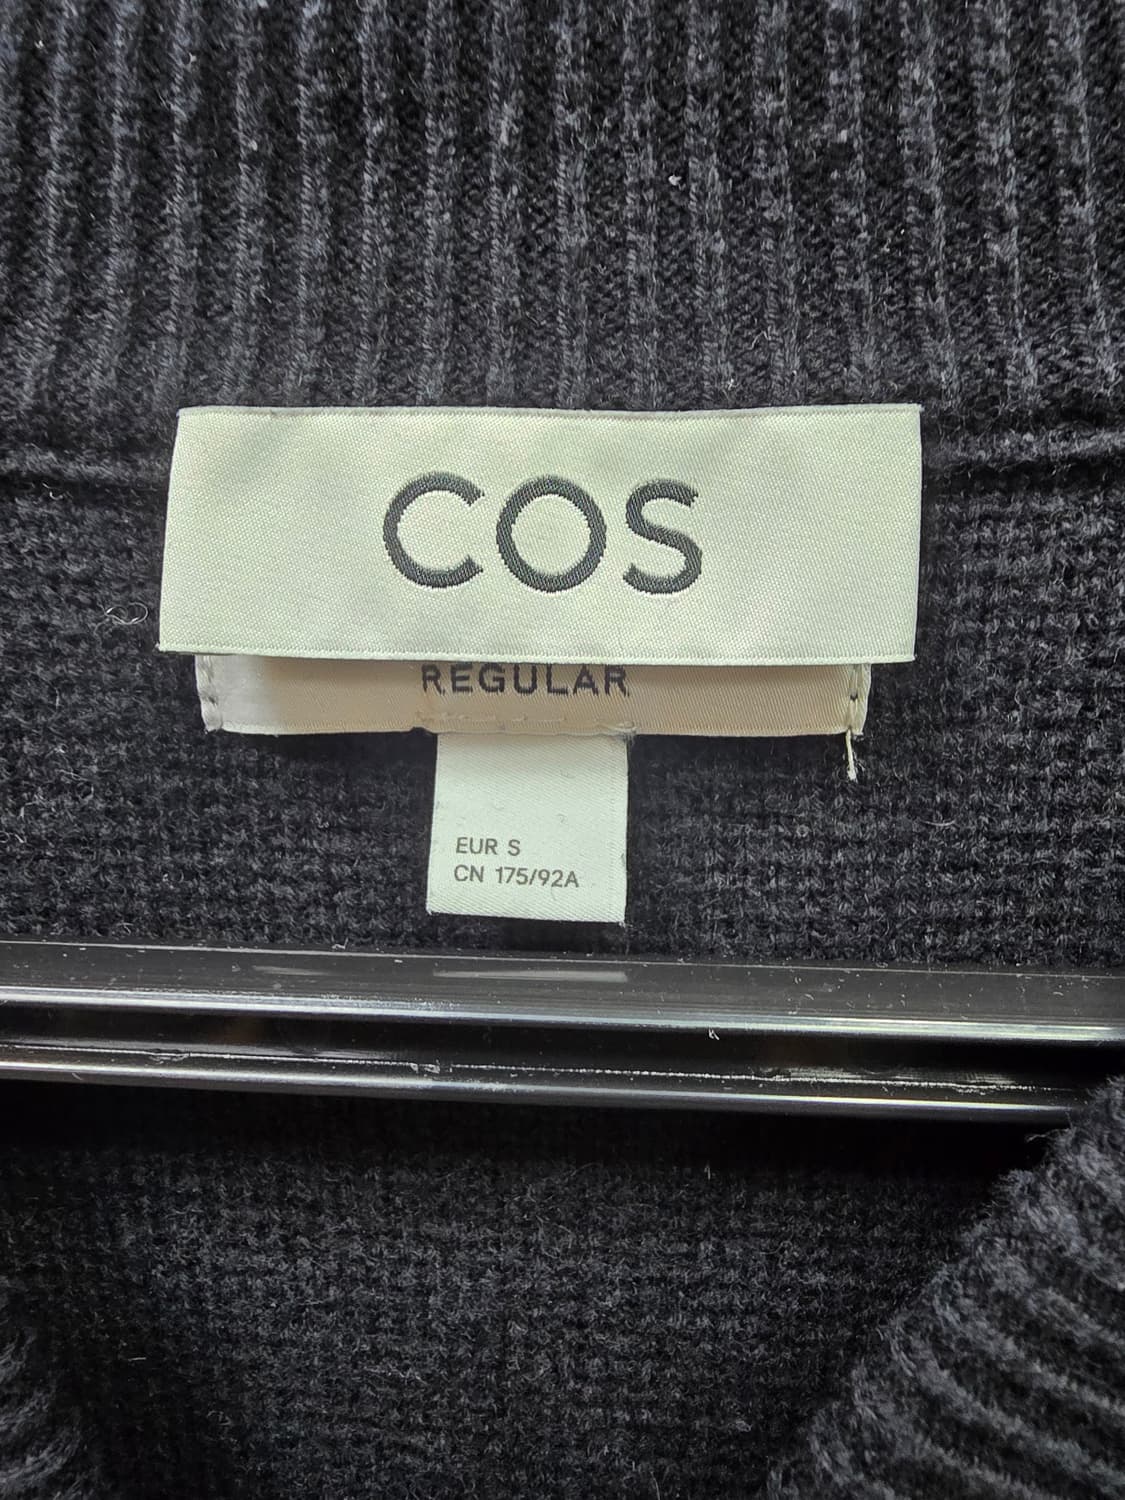 COS
REGULAR
EUR S
CN 175/92A